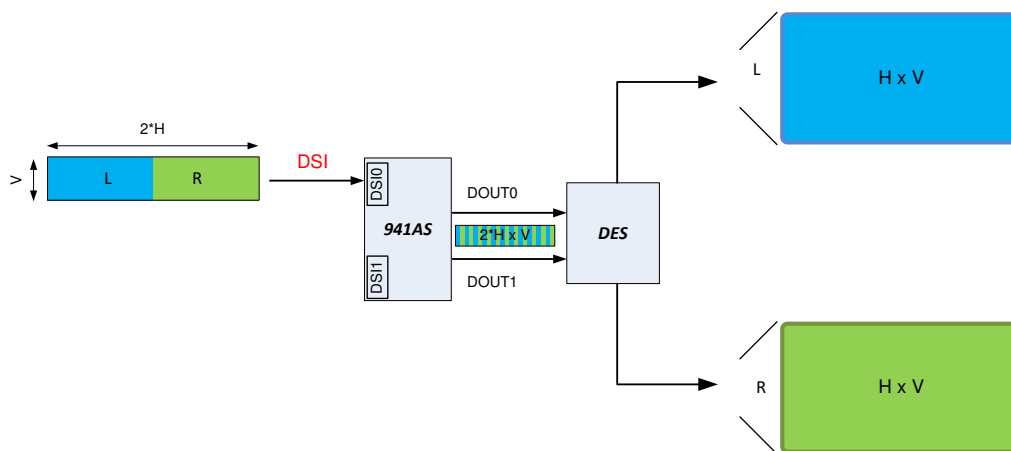 2*H
V
L
R
DSI
DSI0
941AS
DSI1
DOUT0
2*H x V
DOUT1
DES
L
H x V
R
H x V